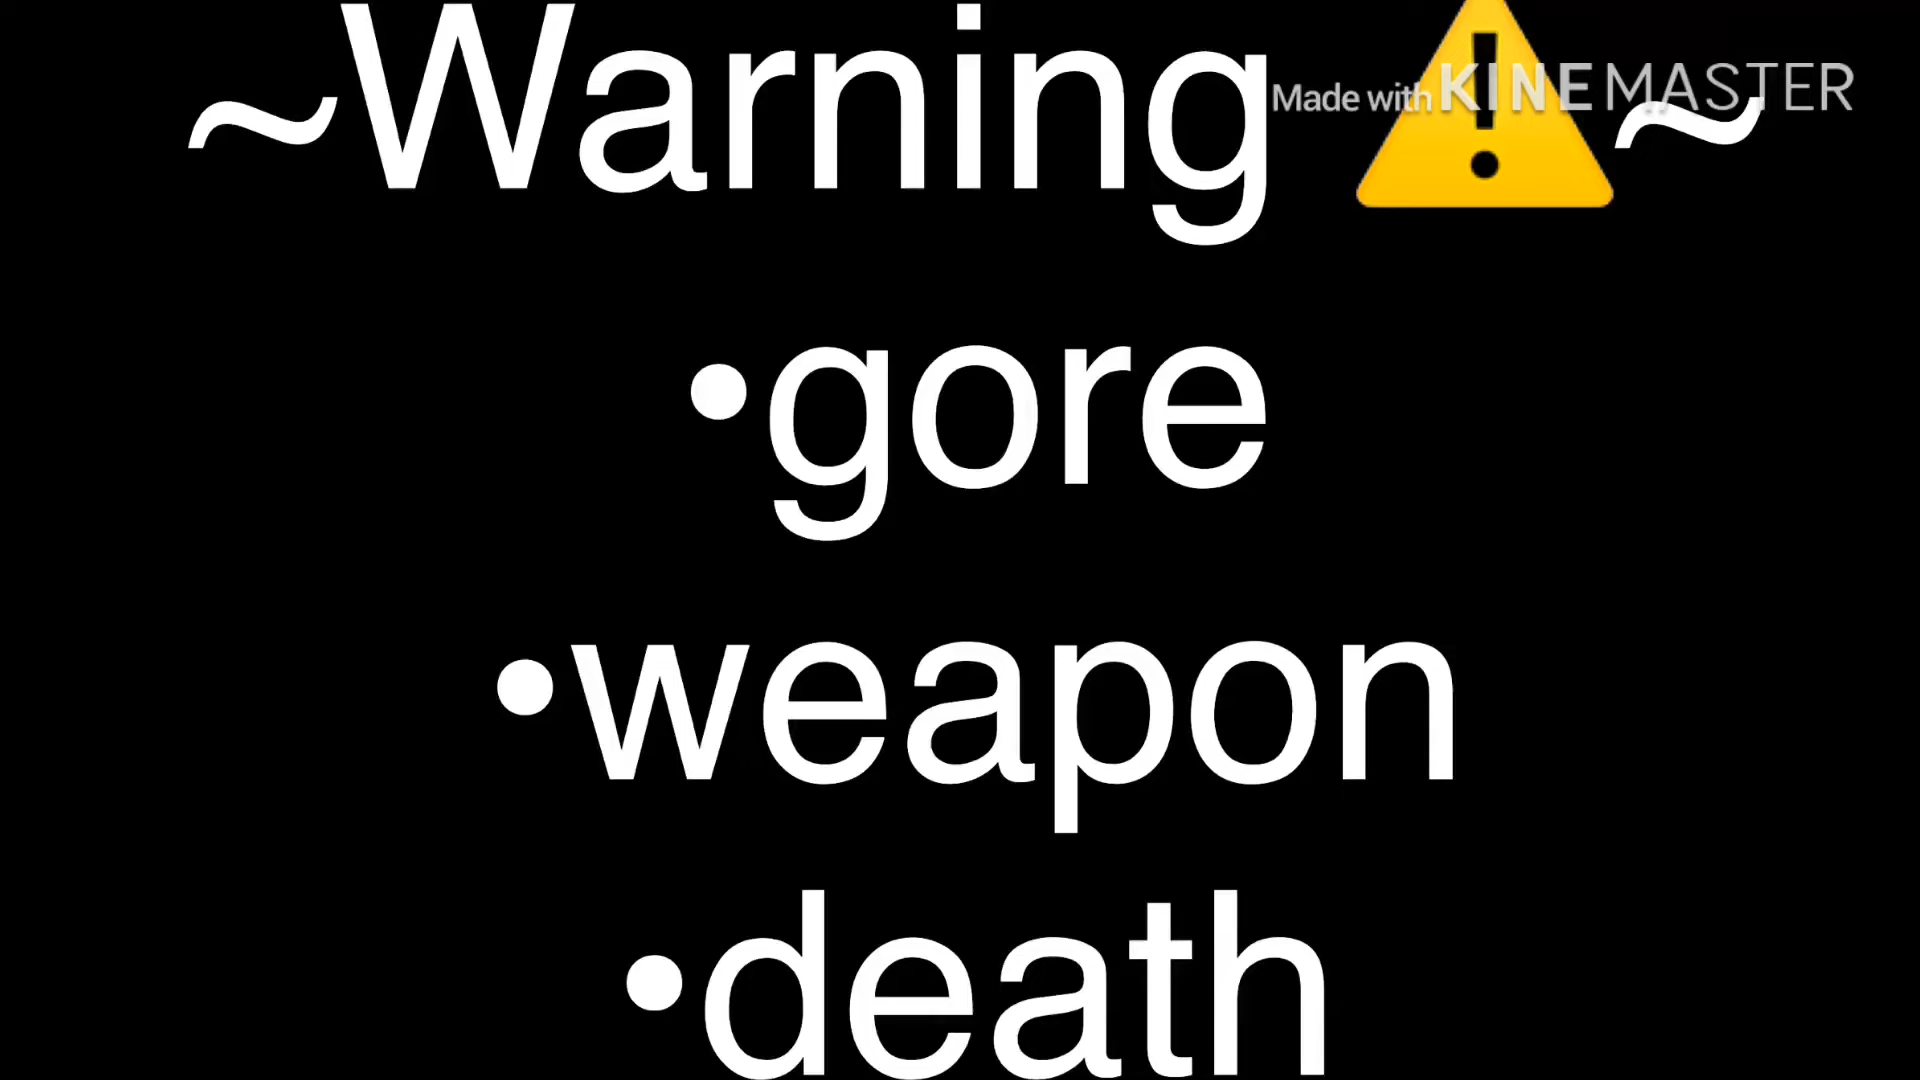 ~Warning ⚠️~
Made with KINEMASTER
•gore
•weapon
•death